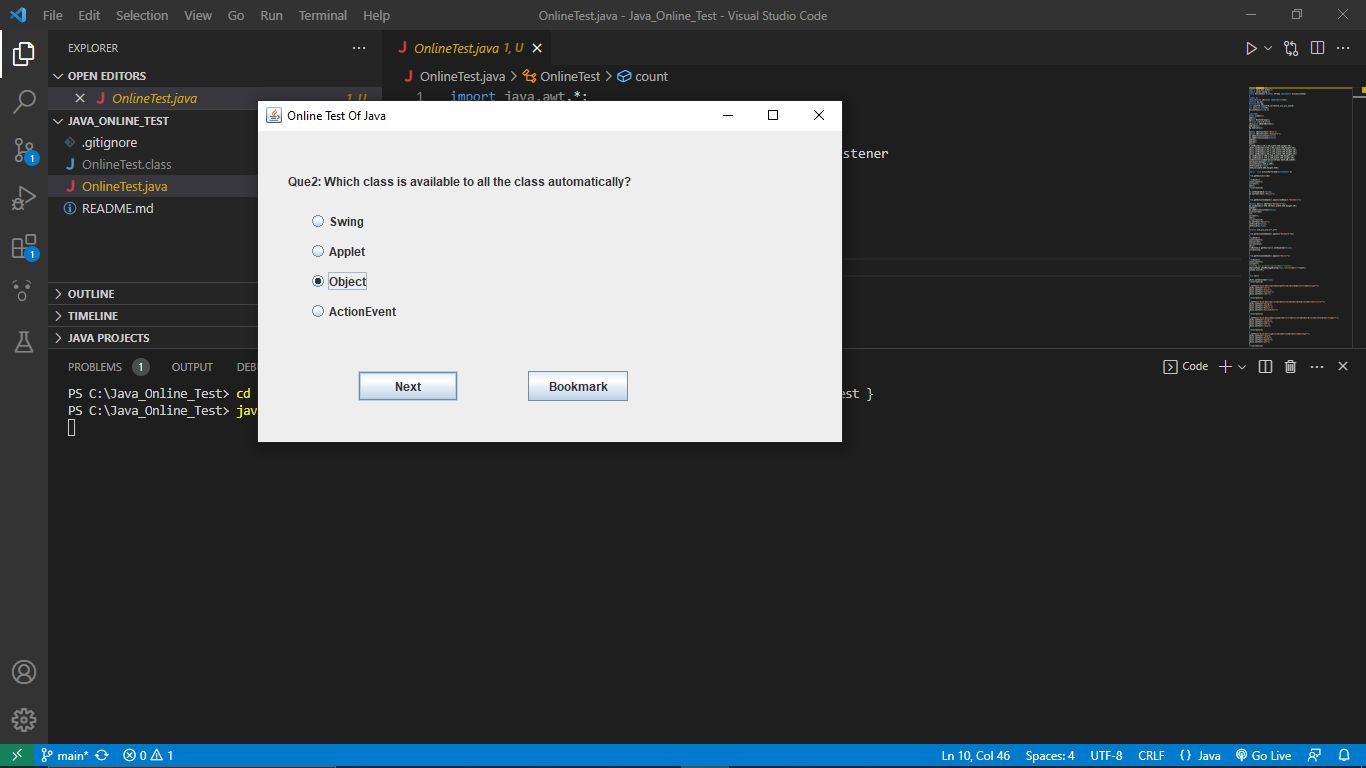 File Edit Selection View Go Run Terminal Help
OnlineTest.java - Java_Online_Test - Visual Studio Code
EXPLORER
OPEN EDITORS
OnlineTest.java 1, U
JAVA_ONLINE_TEST
.gitignore
OnlineTest.class
OnlineTest.java
README.md
OUTLINE
TIMELINE
JAVA PROJECTS
1
1
OnlineTest.java 1, U
OnlineTest.java > OnlineTest > count
1 import java.awt.*;
stener
Online Test Of Java
Que2: Which class is available to all the class automatically?
Swing
Applet
Object
ActionEvent
Next Bookmark
PROBLEMS 1 OUTPUT DEB
Code
PS C:\Java_Online_Test> cd
est }
PS C:\Java_Online_Test> jav
main* 0 1
Ln 10, Col 46 Spaces: 4 UTF-8 CRLF {} Java Go Live